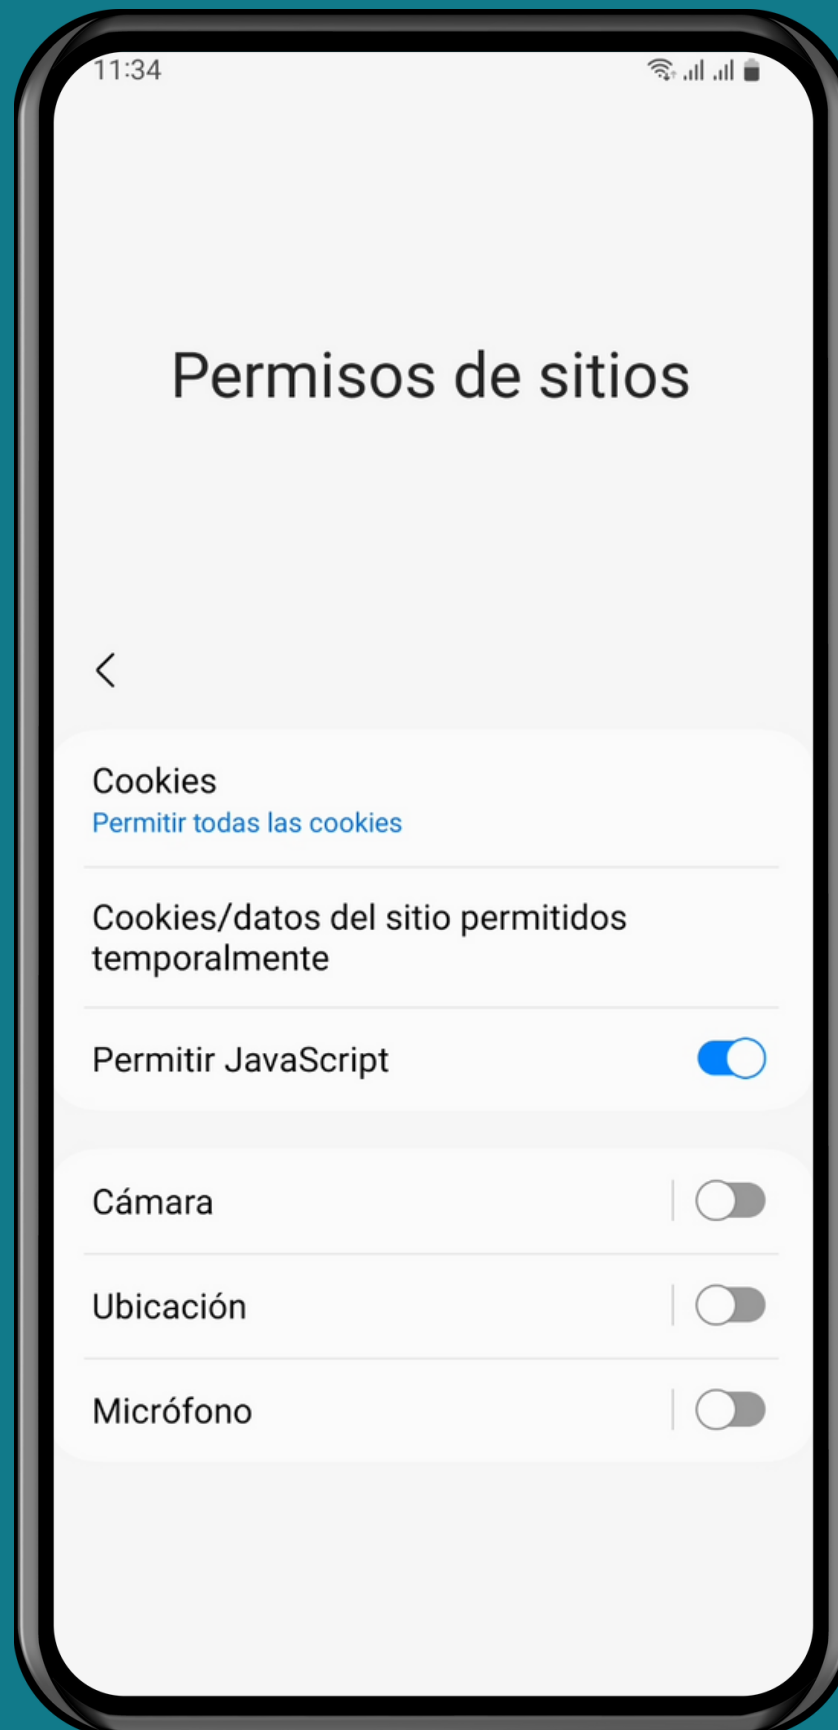 11:34
Permisos de sitios
Cookies
Permitir todas las cookies
Cookies/datos del sitio permitidos
temporalmente
Permitir JavaScript
Cámara
Ubicación
Micrófono